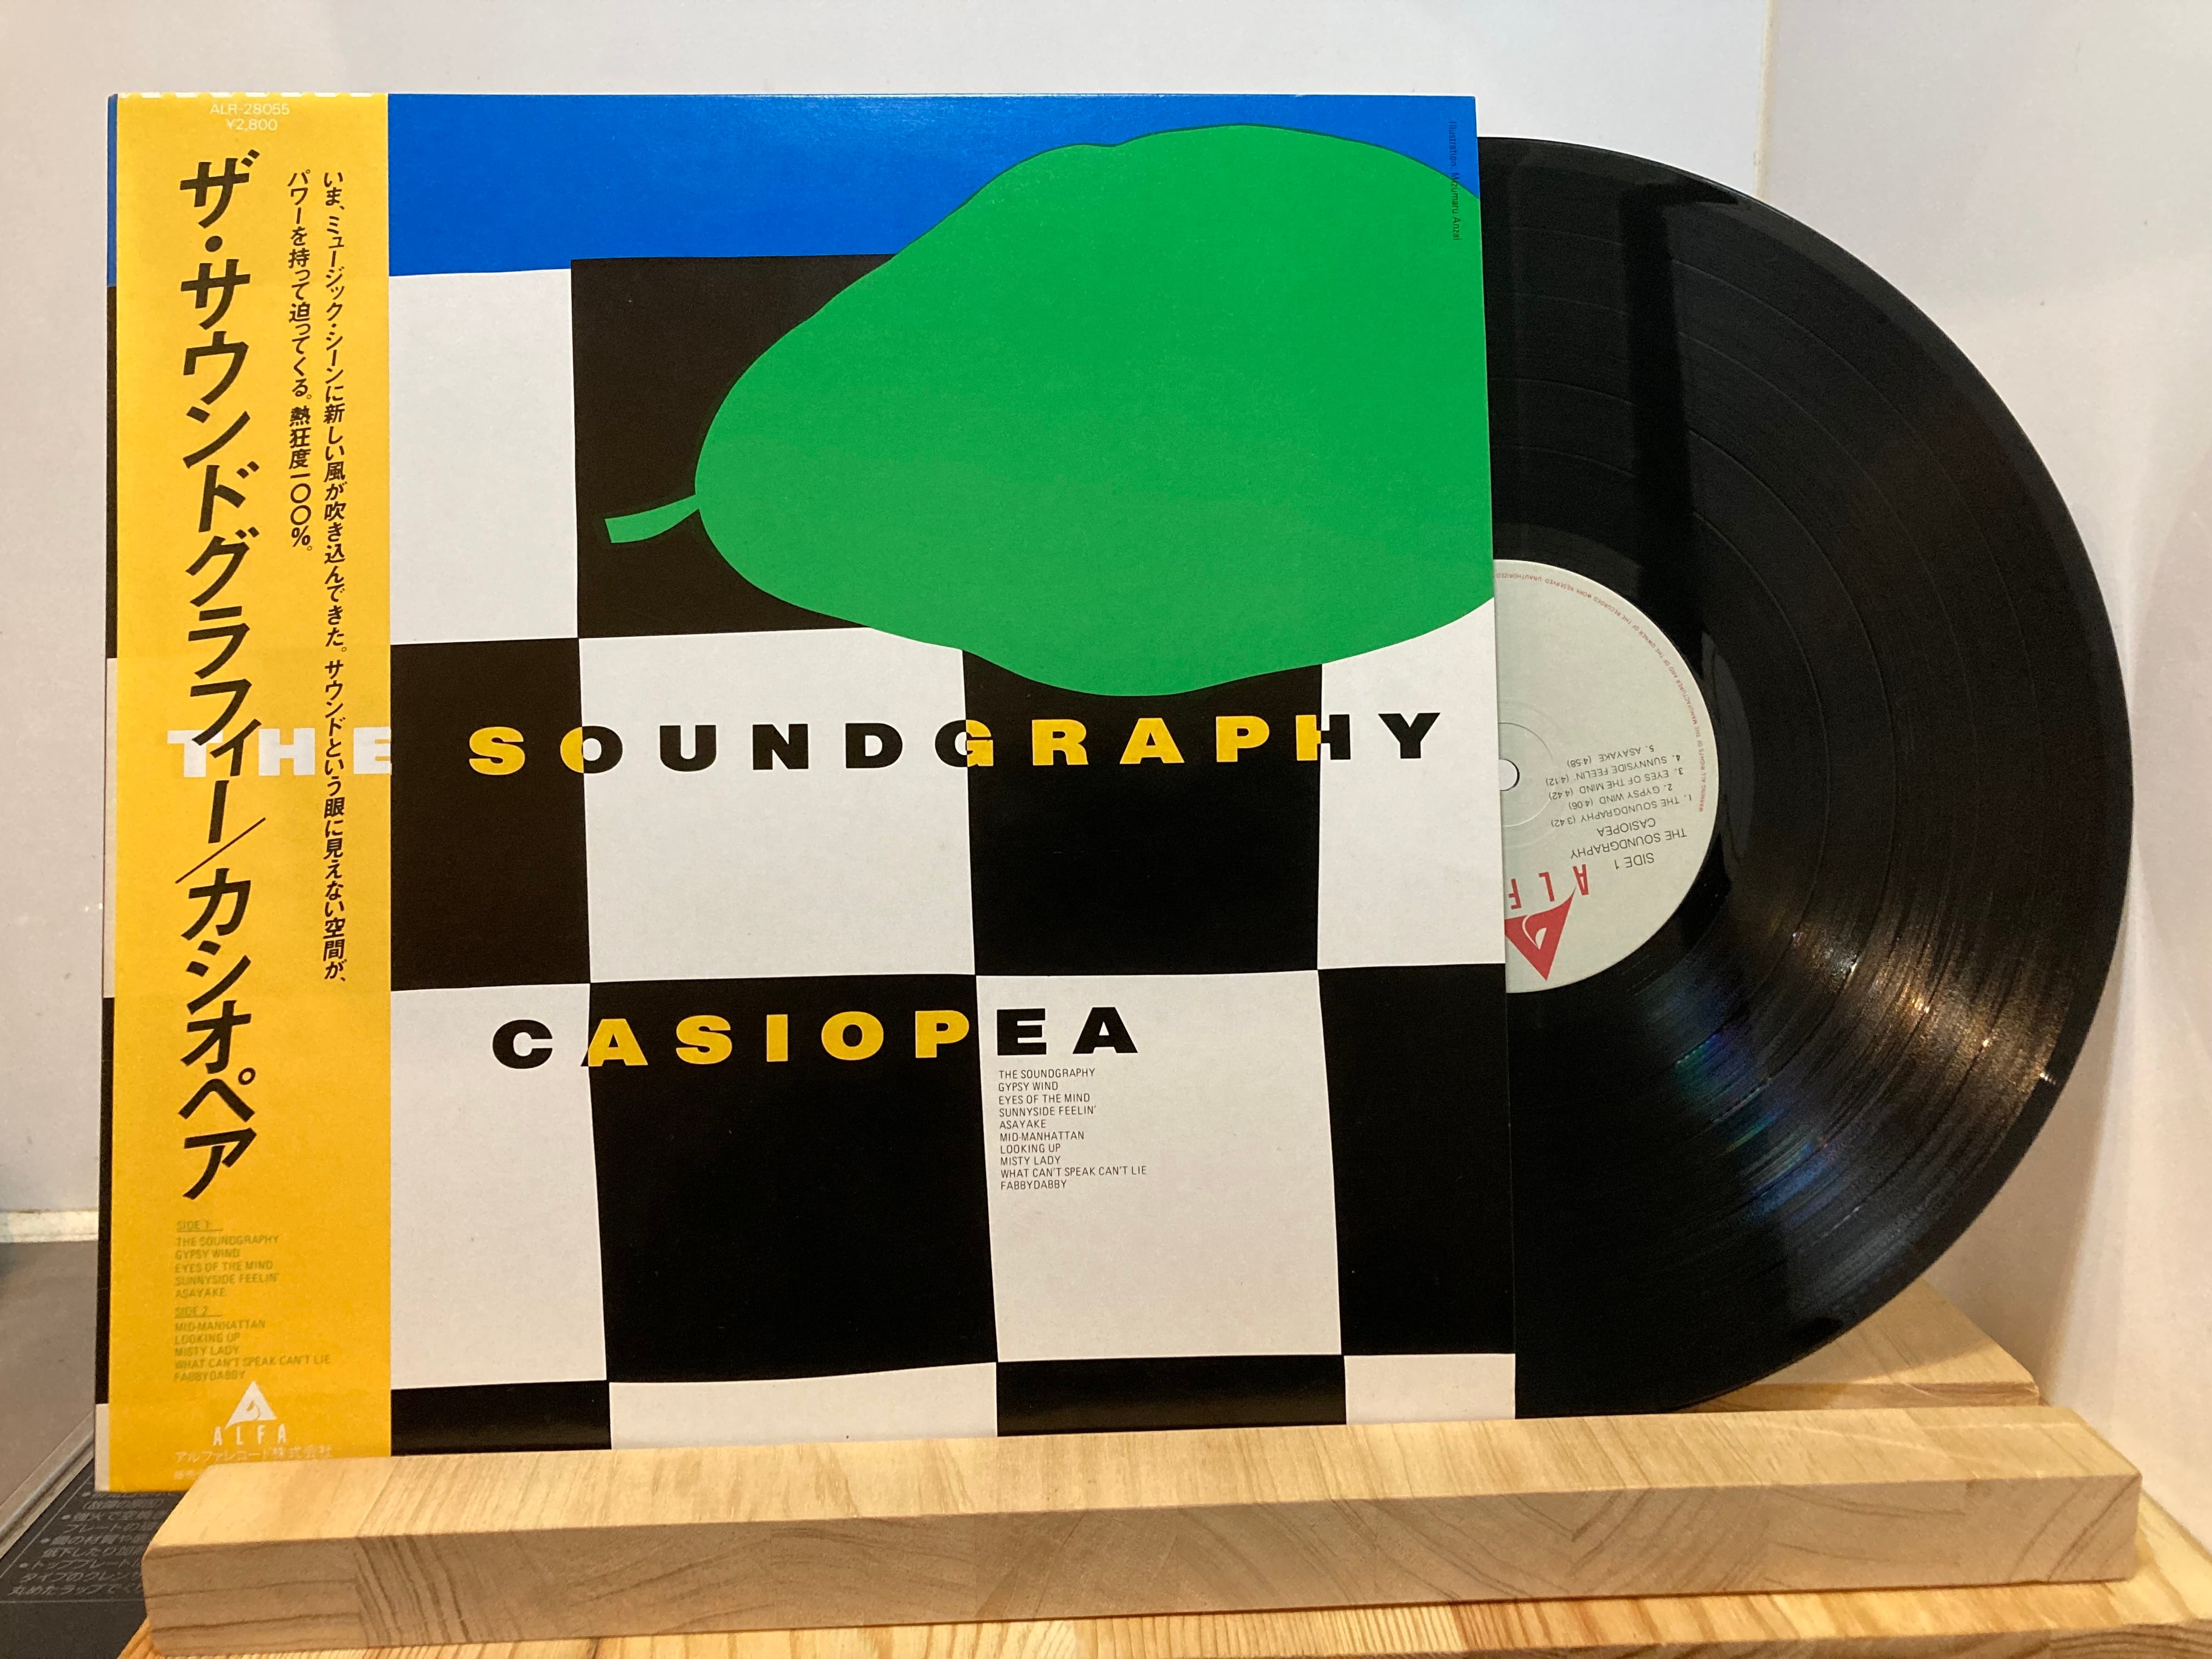 ALR-28055
¥2,800
いま、ミュージック・シーンに新しい風が吹き込んできた。サウンドという眼に見えない空間が、
パワーを持って迫ってくる。熱狂度一〇〇%。
ザ・サウンドグラフィー/カシオペア
SIDE 1
THE SOUNDGRAPHY
GYPSY WIND
EYES OF THE MIND
SUNNYSIDE FEELIN'
ASAYAKE
SIDE 2
MID-MANHATTAN
LOOKING UP
MISTY LADY
WHAT CAN'T SPEAK CAN'T LIE
FABBYDABBY
ALFA
アルファレコード株式会社
Illustration: Mizumaru Anzai
THE SOUNDGRAPHY
CASIOPEA
THE SOUNDGRAPHY
GYPSY WIND
EYES OF THE MIND
SUNNYSIDE FEELIN'
ASAYAKE
MID-MANHATTAN
LOOKING UP
MISTY LADY
WHAT CAN'T SPEAK CAN'T LIE
FABBYDABBY
ALF
SIDE 1
THE SOUNDGRAPHY
CASIOPEA
1. THE SOUNDGRAPHY (3:42)
2. GYPSY WIND (4:06)
3. EYES OF THE MIND (4:42)
4. SUNNYSIDE FEELIN' (4:12)
5. ASAYAKE (4:58)